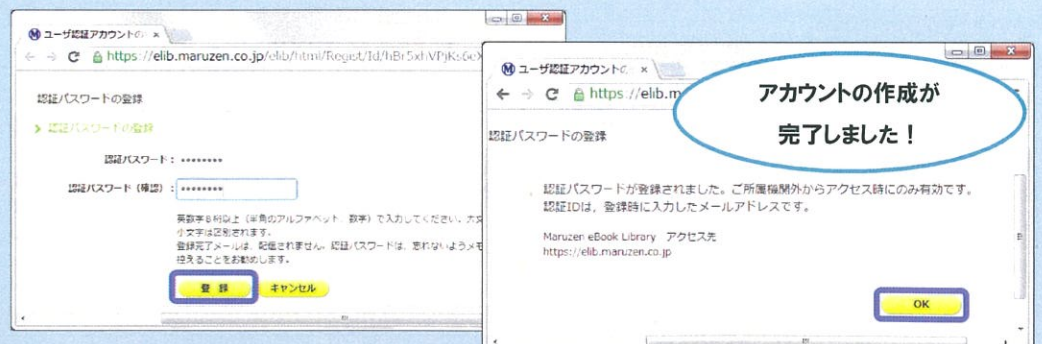 ユーザ認証アカウントの
https://elib.maruzen.co.jp/elib/html/Regist/Id/
認証パスワードの登録
認証パスワードの登録
認証パスワード : ********
認証パスワード（確認） : ********
英数字8桁以上（半角のアルファベット 数字）で入力してください。大文
小文字は区別されます。
登録完了メールは、配信されません。認証パスワードは、忘れないようメモ
控えることをお勧めします。
登 録
キャンセル
ユーザ認証アカウントの
https://elib.m
アカウントの作成が
完了しました！
認証パスワードの登録
認証パスワードが登録されました。ご所属機関外からアクセス時にのみ有効です。
認証IDは、登録時に入力したメールアドレスです。
Maruzen eBook Library アクセス先
https://elib.maruzen.co.jp
OK